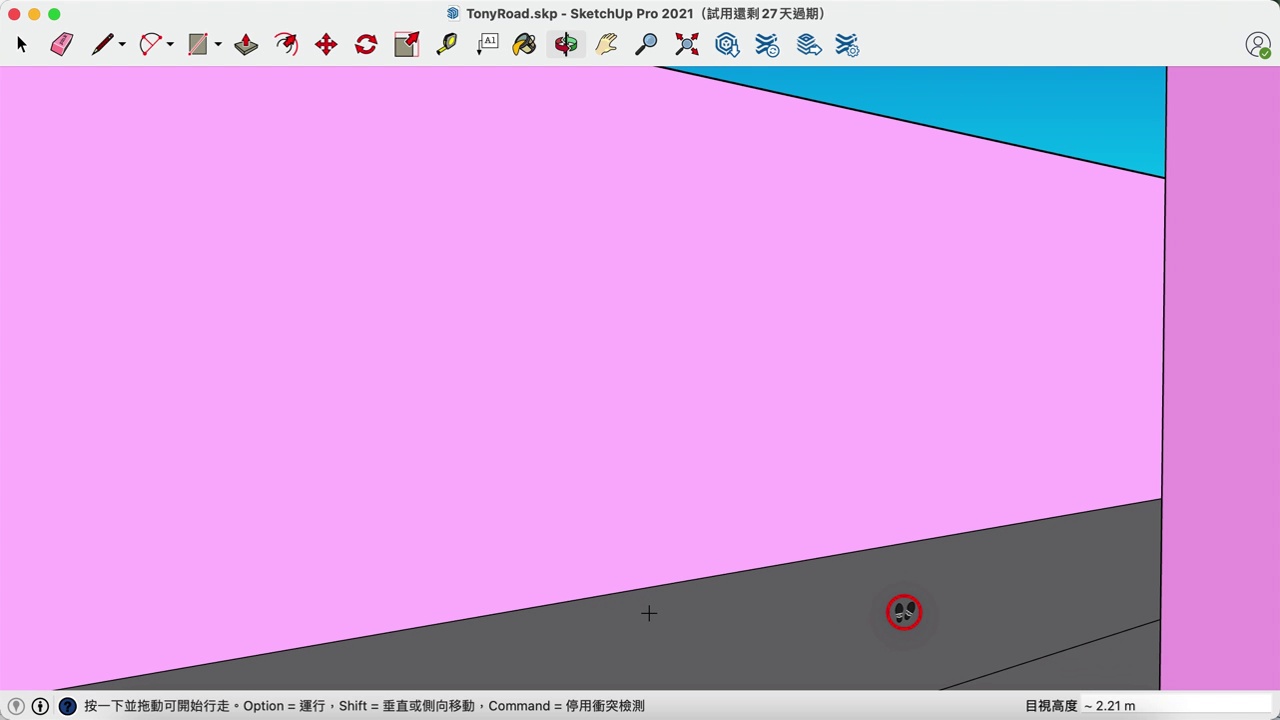 TonyRoad.skp - SketchUp Pro 2021（試用還剩 27 天過期）
A1
按一下並拖動可開始行走。Option = 運行，Shift = 垂直或側向移動，Command = 停用衝突檢測
目視高度 ~ 2.21 m